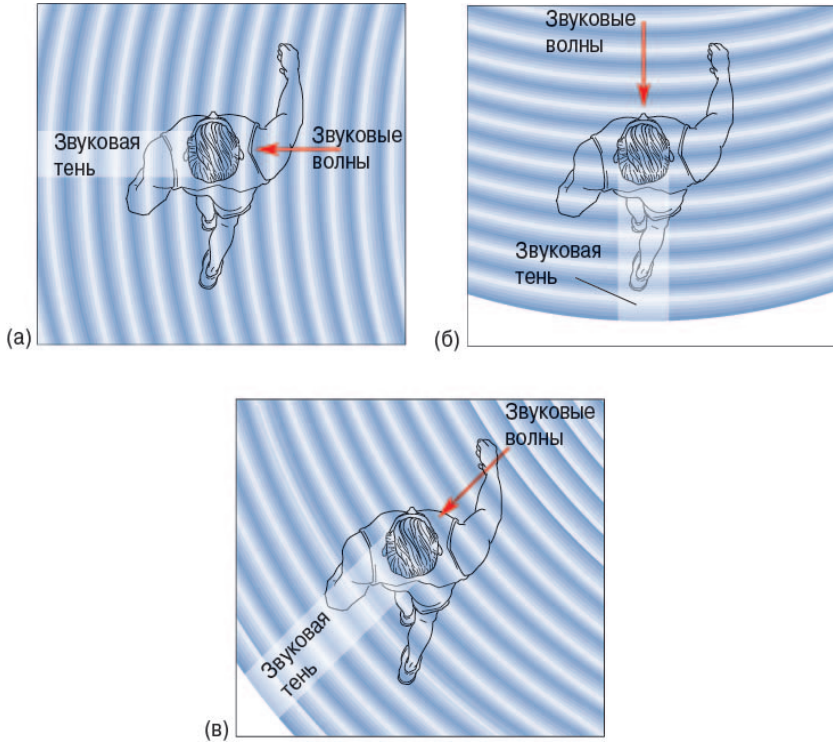 Звуковая
тень
Звуковые
волны
(а)
Звуковые
волны
Звуковая
тень
(б)
Звуковые
волны
Звуковая
тень
(в)